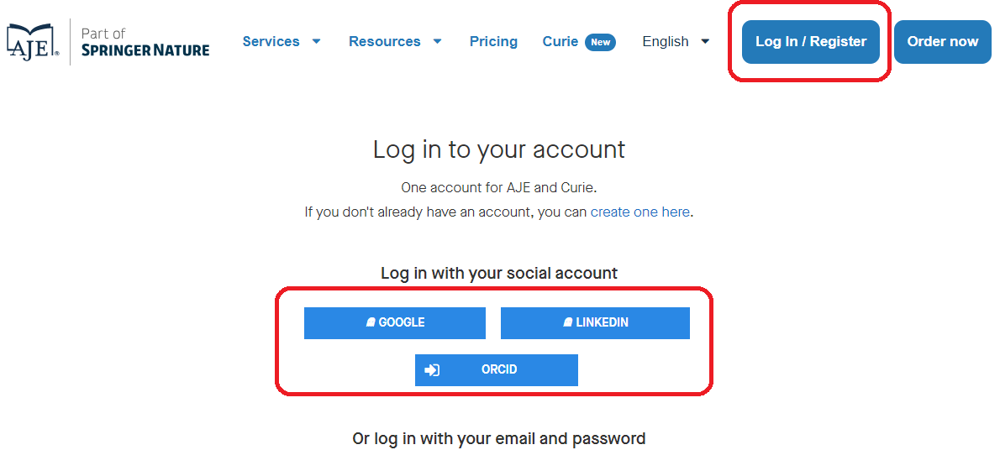 AJE® Part of SPRINGER NATURE
Services Resources Pricing Curie New English Log In / Register Order now
Log in to your account
One account for AJE and Curie.
If you don't already have an account, you can create one here.
Log in with your social account
GOOGLE LINKEDIN
ORCID
Or log in with your email and password